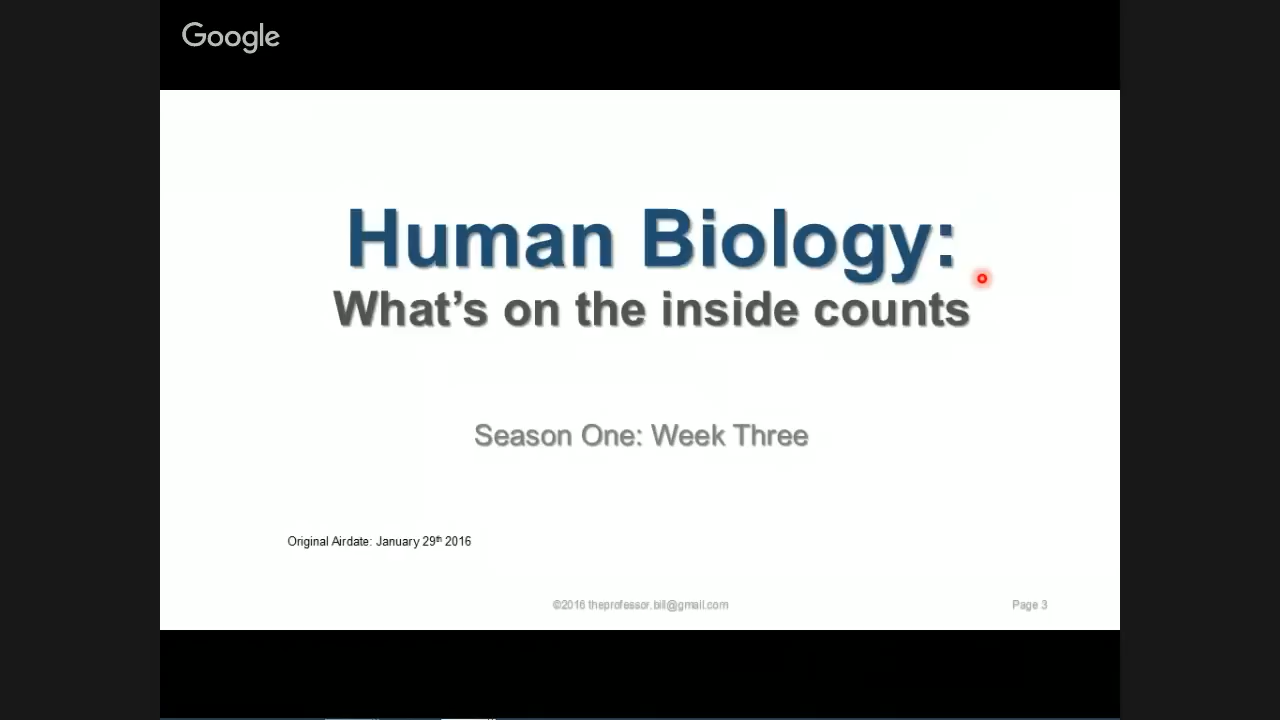 Google
Human Biology:
What’s on the inside counts
Season One: Week Three
Original Airdate: January 29th 2016
©2016 theprofessor.bill@gmail.com
Page 3